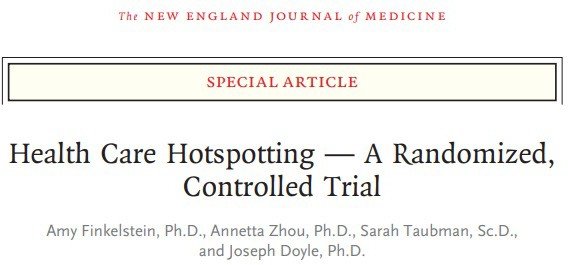 The NEW ENGLAND JOURNAL of MEDICINE
SPECIAL ARTICLE
Health Care Hotspotting — A Randomized,
Controlled Trial
Amy Finkelstein, Ph.D., Annetta Zhou, Ph.D., Sarah Taubman, Sc.D.,
and Joseph Doyle, Ph.D.